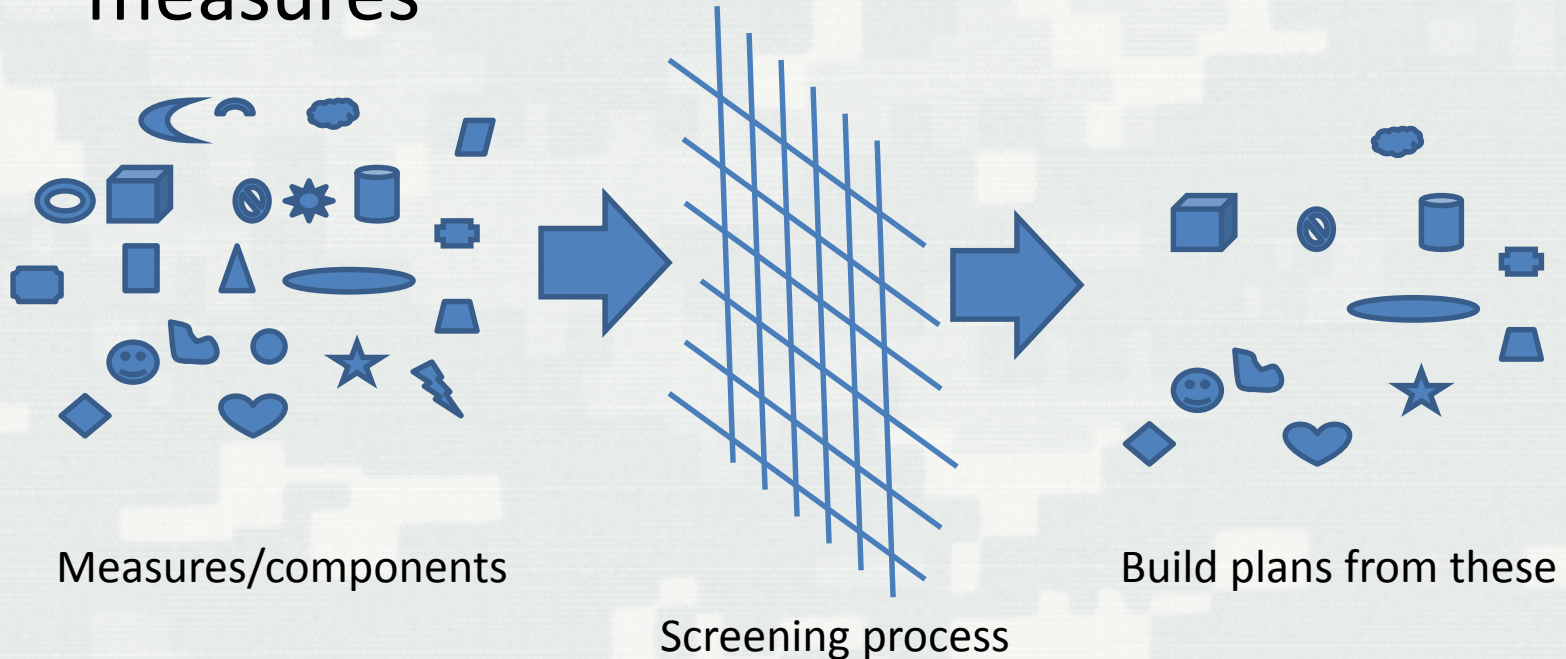 measures
Measures/components
Build plans from these
Screening process